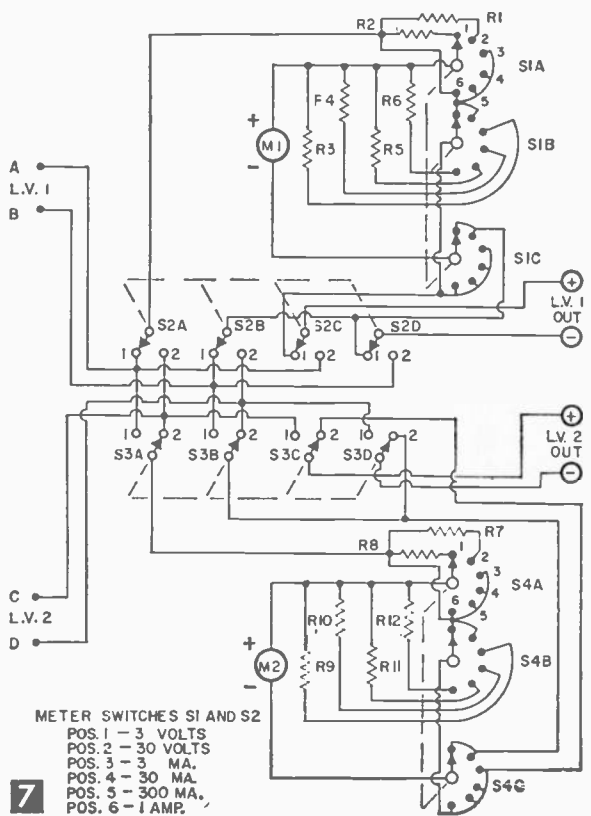 R1
R2
1
2
3
4
5
6
S1A
F4
R6
+
M1
-
R3
R5
S1B
S1C
A
L.V. 1
B
+
L.V. 1
OUT
-
S2A
S2B
S2C
S2D
1 2 1 2 1 2 1 2
1 2 1 2 1 2 1 2
S3A
S3B
S3C
S3D
+
L.V. 2
OUT
-
R7
R8
1
2
3
4
5
6
S4A
C
L.V. 2
D
R10
R12
+
M2
-
R9
R11
S4B
S4C
METER SWITCHES S1 AND S2
POS. 1 – 3 VOLTS
POS. 2 – 30 VOLTS
POS. 3 – 3 MA.
POS. 4 – 30 MA.
POS. 5 – 300 MA.
POS. 6 – 1 AMP.
7